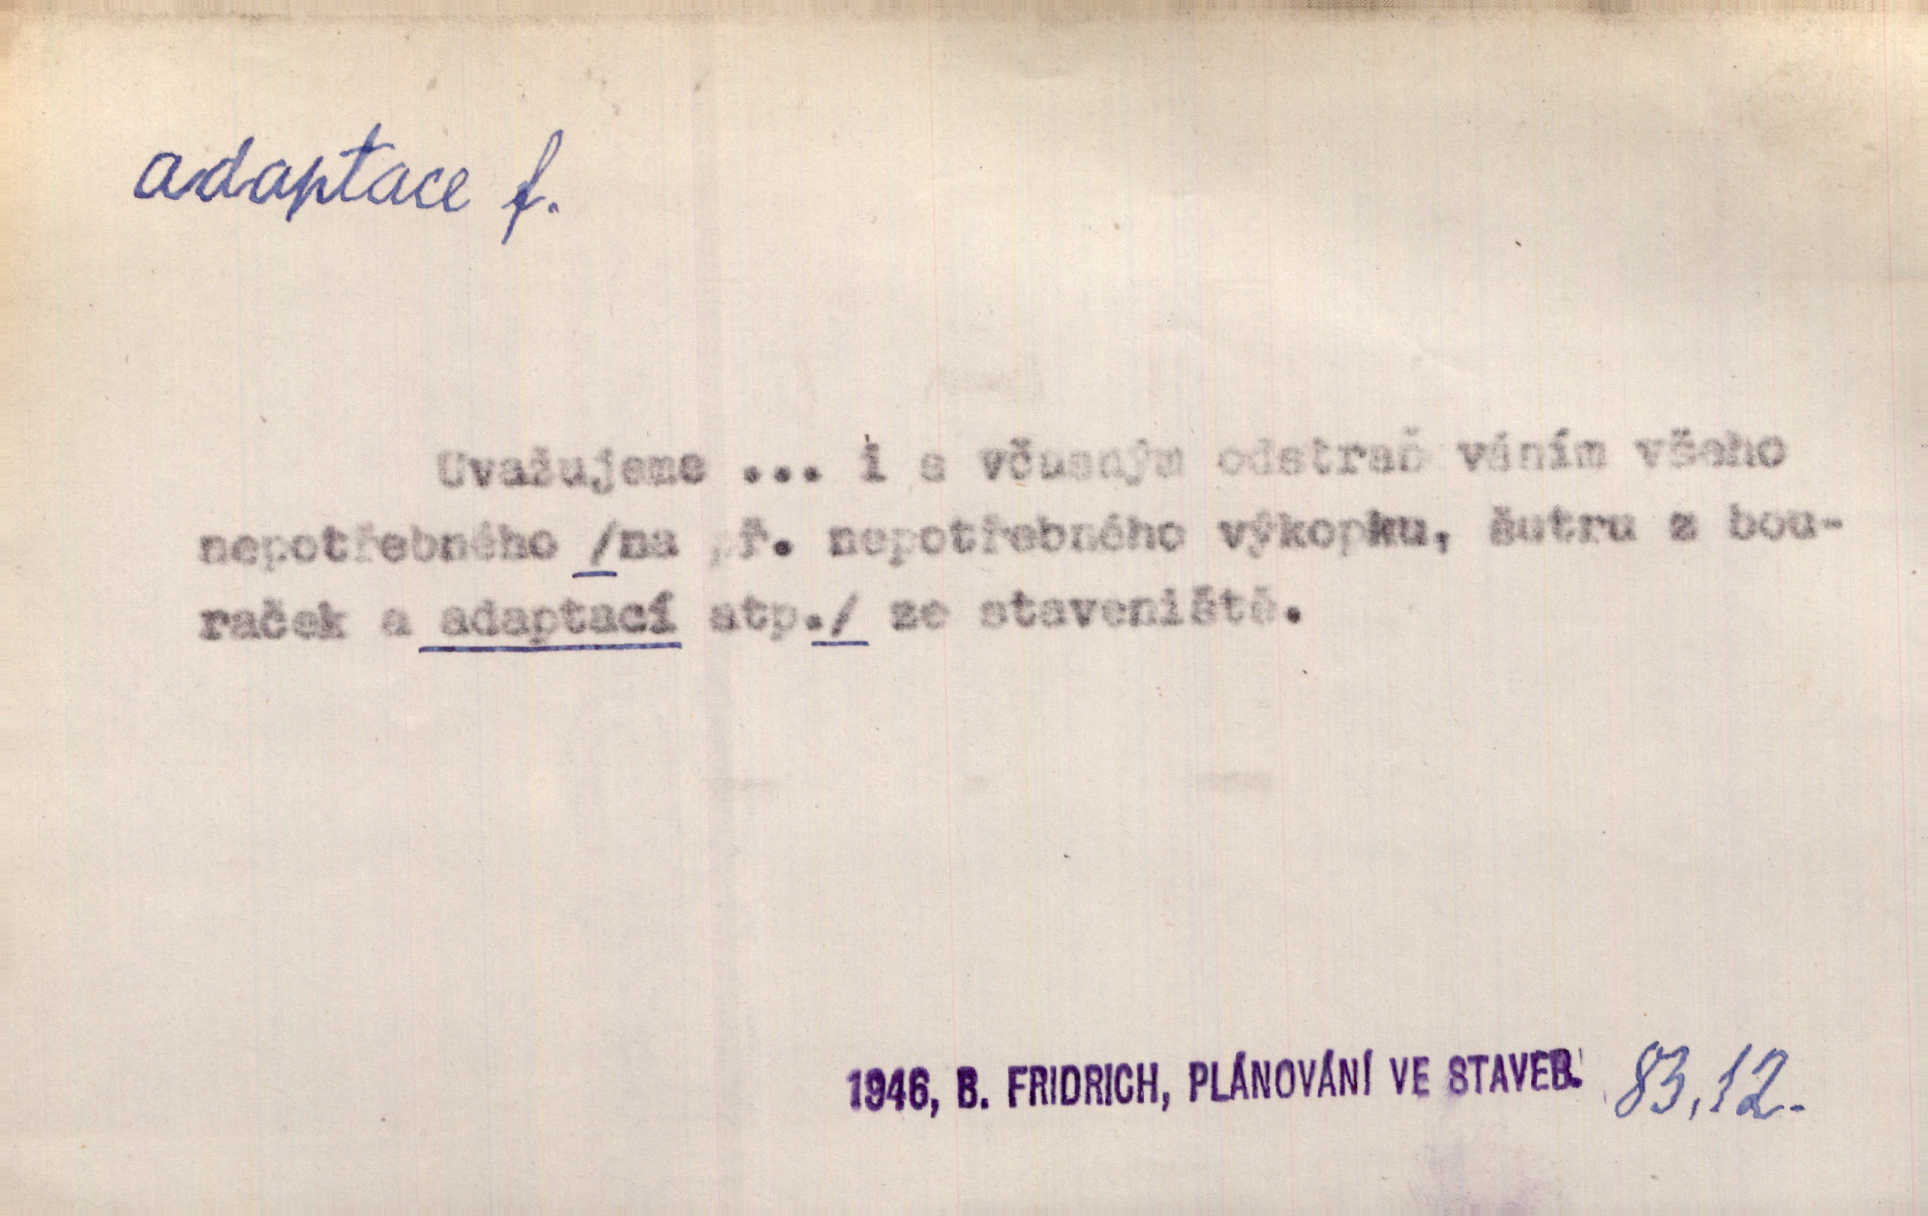 adaptace f.
Uvažujeme ... i s včasným odstraňováním všeho
nepotřebného /na př. nepotřebného výkopku, šutru z bou-
raček a adaptací atp./ ze staveniště.
1946, B. FRIDRICH, PLÁNOVÁNÍ VE STAVEB. 83,12.